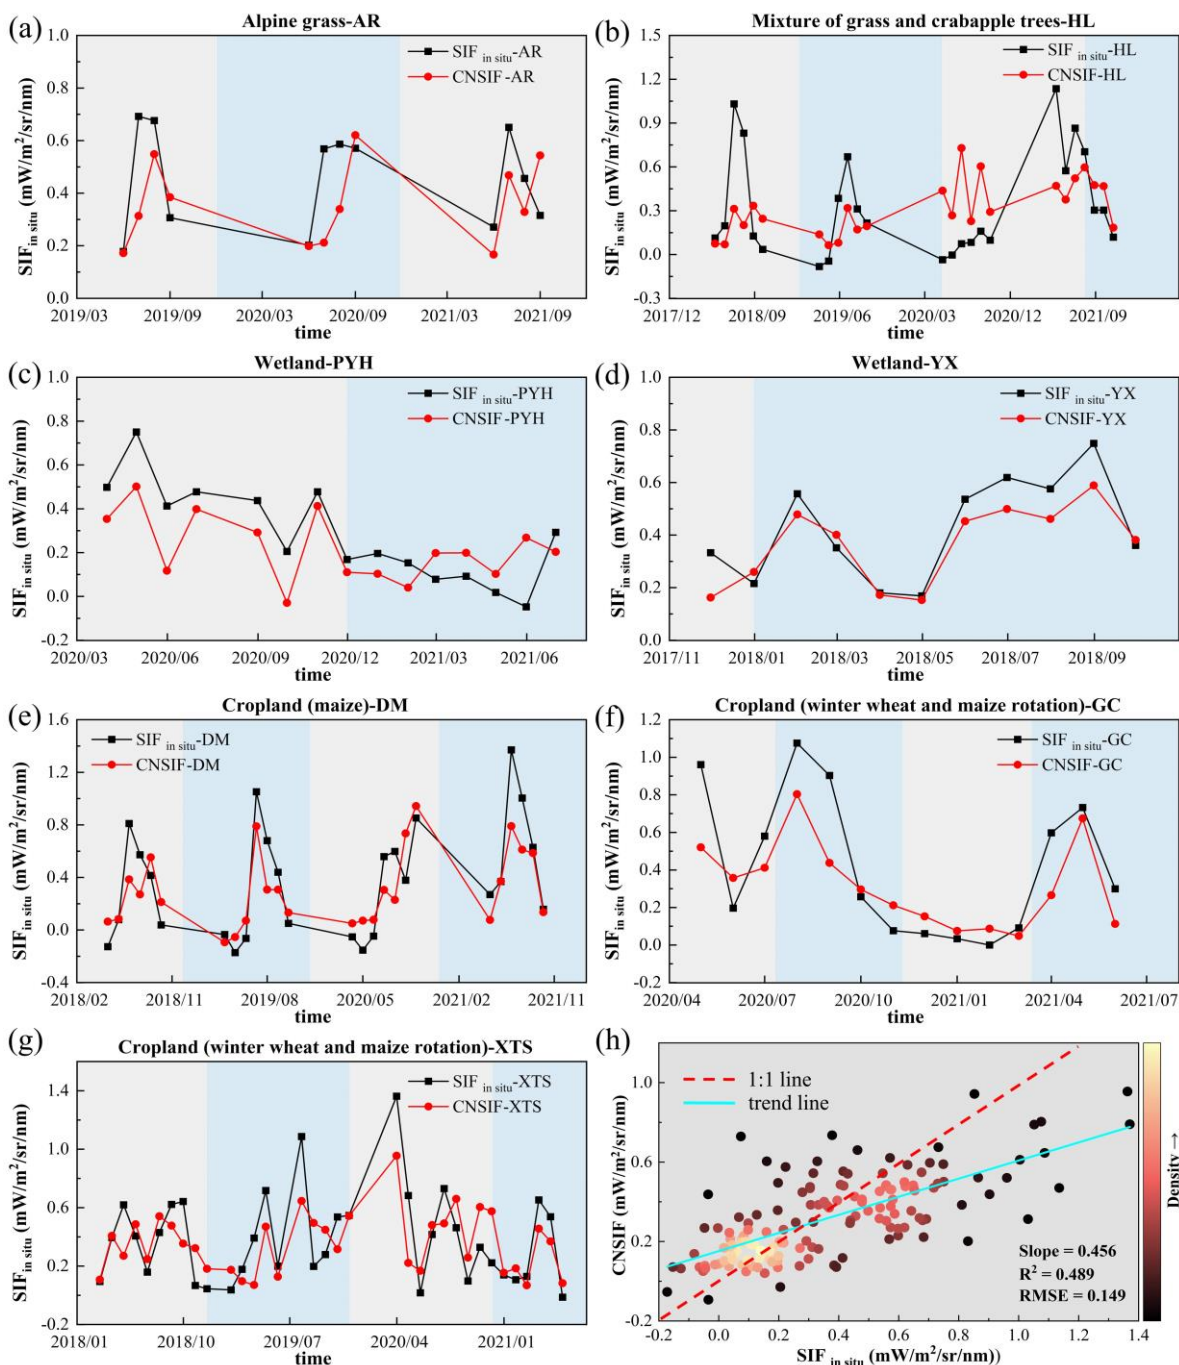 (a)
Alpine grass-AR
SIF in situ-AR
CNSIF-AR
SIFin situ (mW/m²/sr/nm)
1.0
0.8
0.6
0.4
0.2
0.0
2019/03 2019/09 2020/03 2020/09 2021/03 2021/09
time
(b)
Mixture of grass and crabapple trees-HL
SIF in situ-HL
CNSIF-HL
SIFin situ (mW/m²/sr/nm)
1.5
1.2
0.9
0.6
0.3
0.0
-0.3
2017/12 2018/09 2019/06 2020/03 2020/12 2021/09
time
(c)
Wetland-PYH
SIF in situ-PYH
CNSIF-PYH
SIFin situ (mW/m²/sr/nm)
1.0
0.8
0.6
0.4
0.2
0.0
-0.2
2020/03 2020/06 2020/09 2020/12 2021/03 2021/06
time
(d)
Wetland-YX
SIF in situ-YX
CNSIF-YX
SIFin situ (mW/m²/sr/nm)
1.0
0.8
0.6
0.4
0.2
0.0
2017/11 2018/01 2018/03 2018/05 2018/07 2018/09
time
(e)
Cropland (maize)-DM
SIF in situ-DM
CNSIF-DM
SIFin situ (mW/m²/sr/nm)
1.6
1.2
0.8
0.4
0.0
-0.4
2018/02 2018/11 2019/08 2020/05 2021/02 2021/11
time
(f)
Cropland (winter wheat and maize rotation)-GC
SIF in situ-GC
CNSIF-GC
SIFin situ (mW/m²/sr/nm)
1.2
1.0
0.8
0.6
0.4
0.2
0.0
-0.2
2020/04 2020/07 2020/10 2021/01 2021/04 2021/07
time
(g)
Cropland (winter wheat and maize rotation)-XTS
SIF in situ-XTS
CNSIF-XTS
SIFin situ (mW/m²/sr/nm)
1.4
1.0
0.6
0.2
-0.2
2018/01 2018/10 2019/07 2020/04 2021/01
time
(h)
1:1 line
trend line
CNSIF (mW/m²/sr/nm)
1.0
0.6
0.2
-0.2
Slope = 0.456
R² = 0.489
RMSE = 0.149
Density →
-0.2 0.0 0.2 0.4 0.6 0.8 1.0 1.2 1.4
SIF in situ (mW/m²/sr/nm))